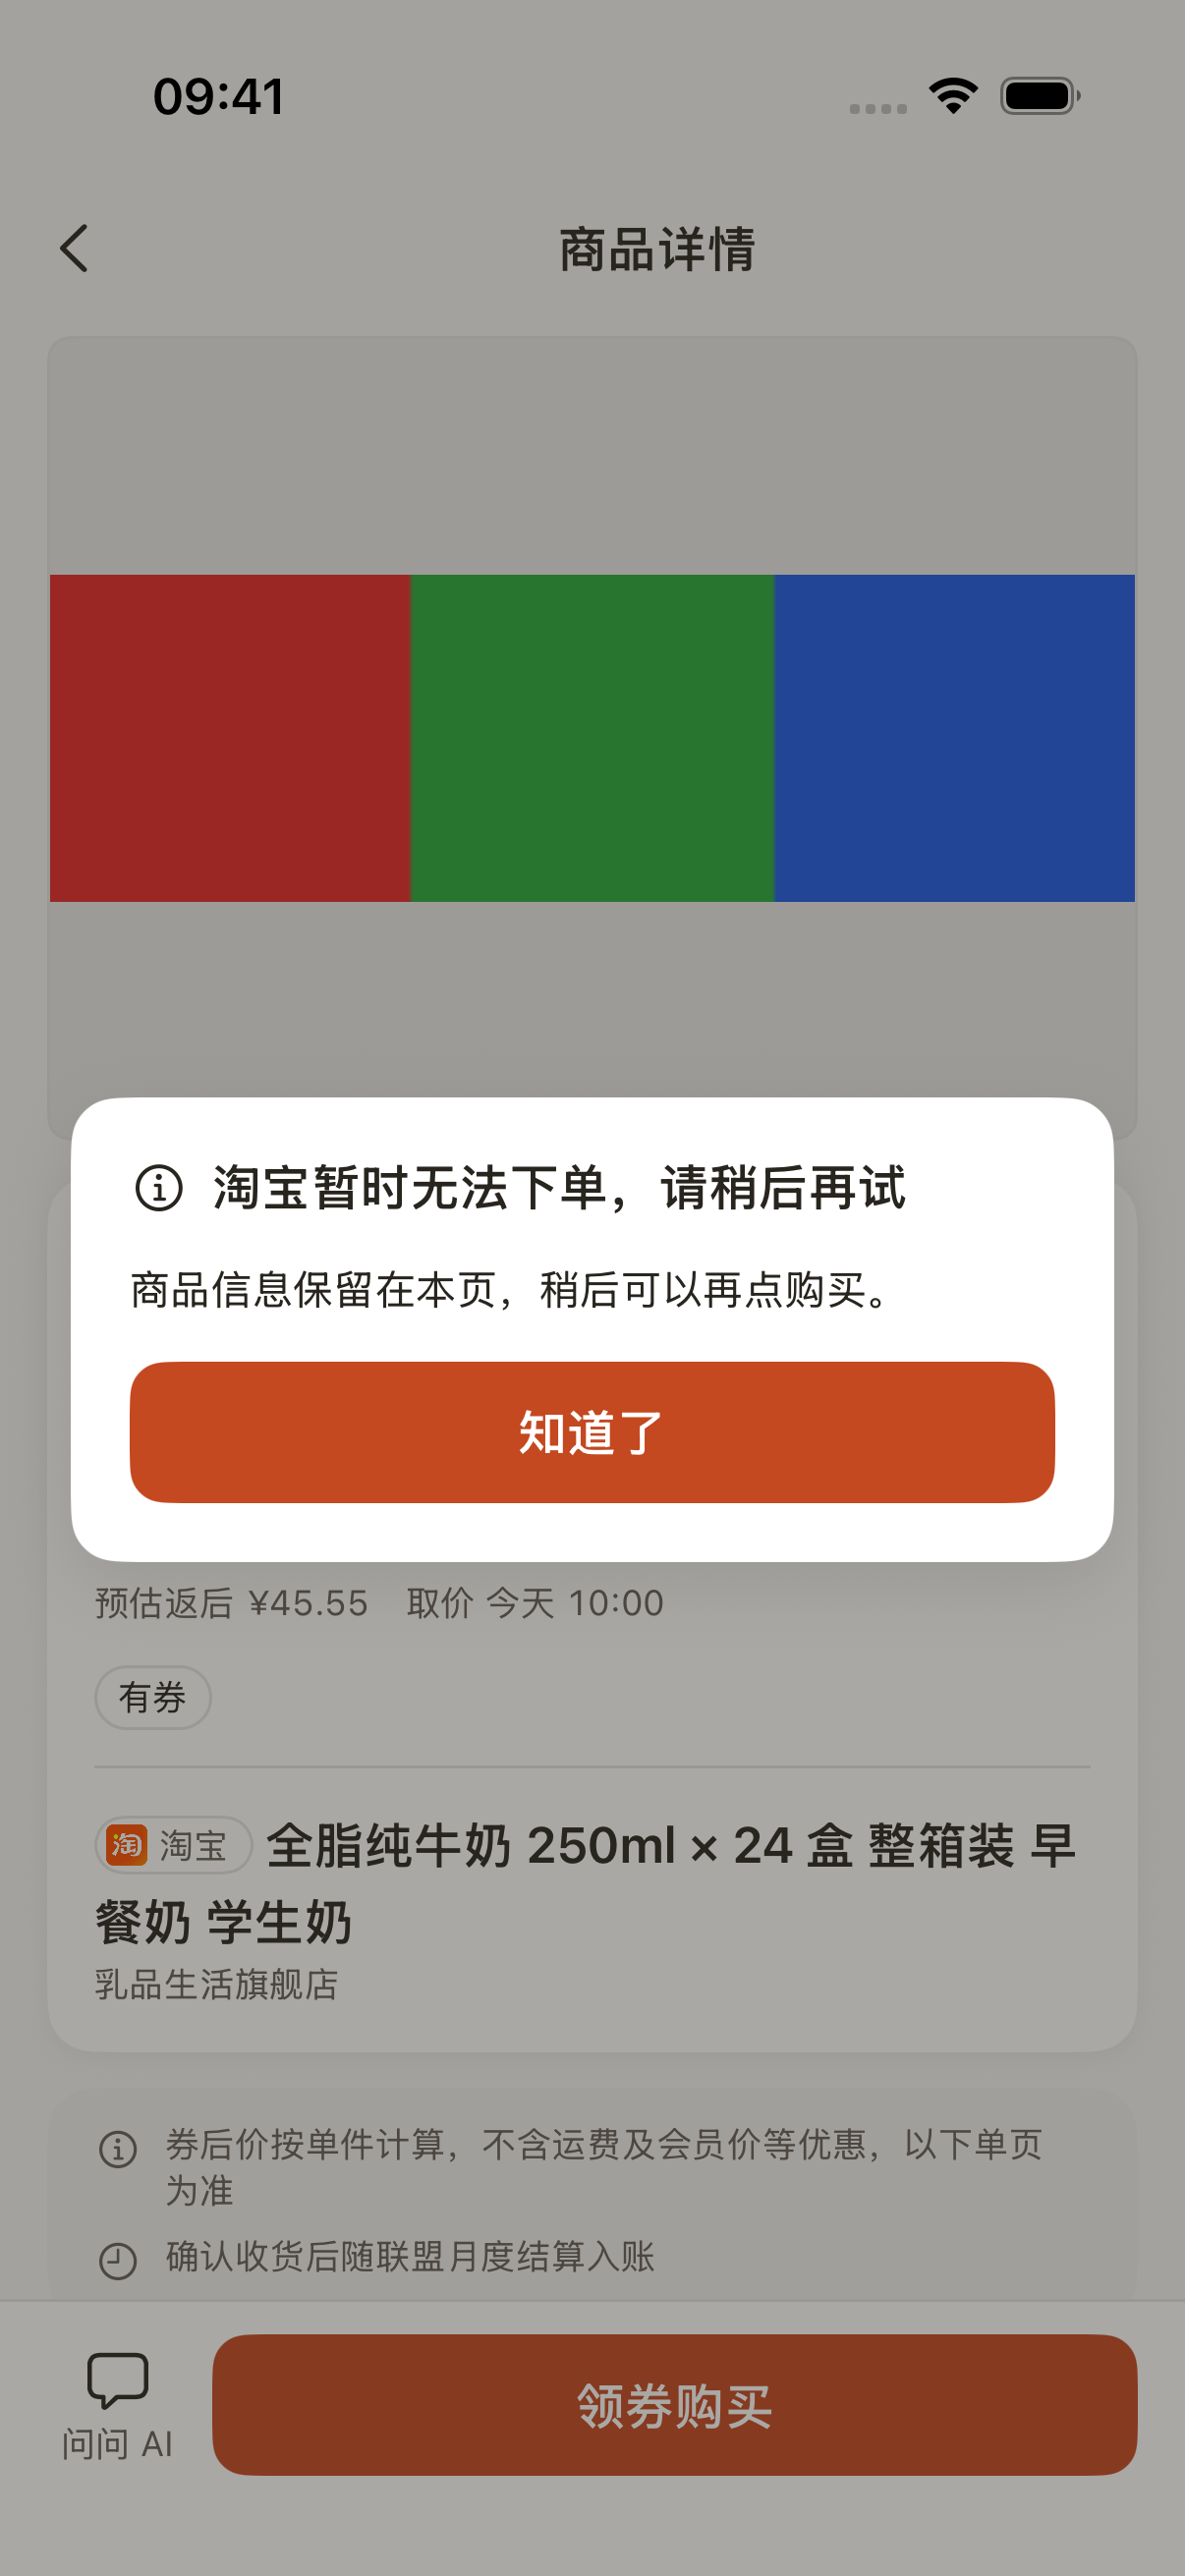 09:41
商品详情
淘宝暂时无法下单，请稍后再试
商品信息保留在本页，稍后可以再点购买。
知道了
预估返后 ¥45.55 取价 今天 10:00
有券
淘 淘宝 全脂纯牛奶 250ml × 24 盒 整箱装 早
餐奶 学生奶
乳品生活旗舰店
券后价按单件计算，不含运费及会员价等优惠，以下单页
为准
确认收货后随联盟月度结算入账
问问 AI
领券购买